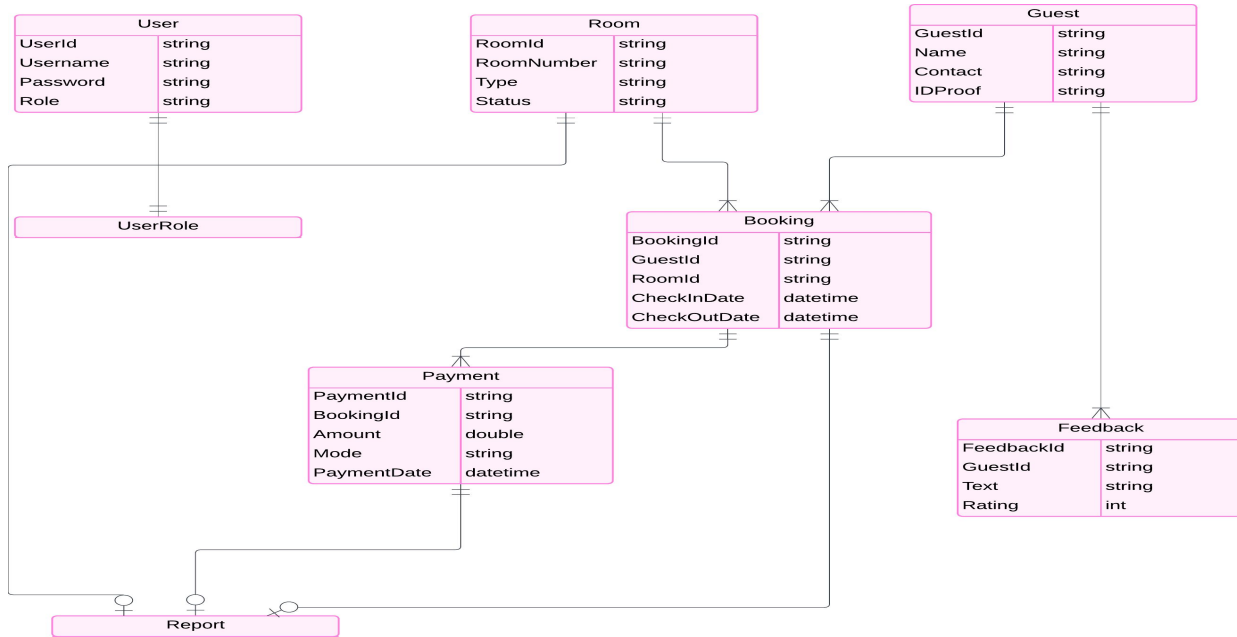 User
UserId string
Username string
Password string
Role string
Room
RoomId string
RoomNumber string
Type string
Status string
Guest
GuestId string
Name string
Contact string
IDProof string
UserRole
Booking
BookingId string
GuestId string
RoomId string
CheckInDate datetime
CheckOutDate datetime
Payment
PaymentId string
BookingId string
Amount double
Mode string
PaymentDate datetime
Feedback
FeedbackId string
GuestId string
Text string
Rating int
Report